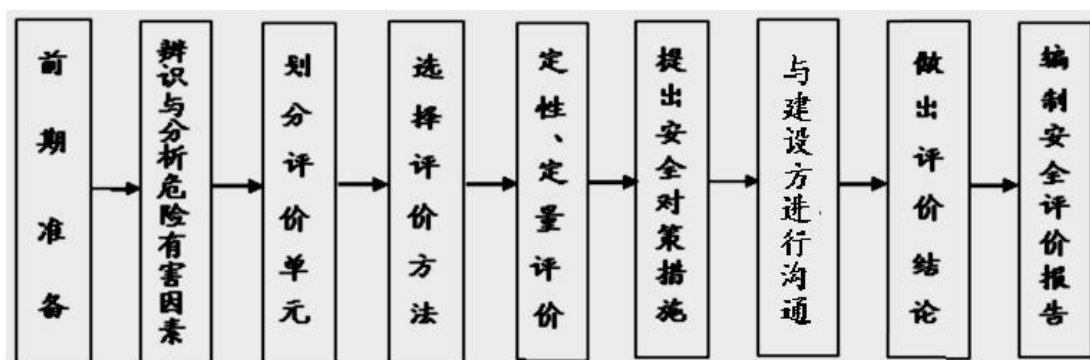 前期准备
辨识与分析危险有害因素
划分评价单元
选择评价方法
定性、定量评价
提出安全对策措施
与建设方进行沟通
做出评价结论
编制安全评价报告